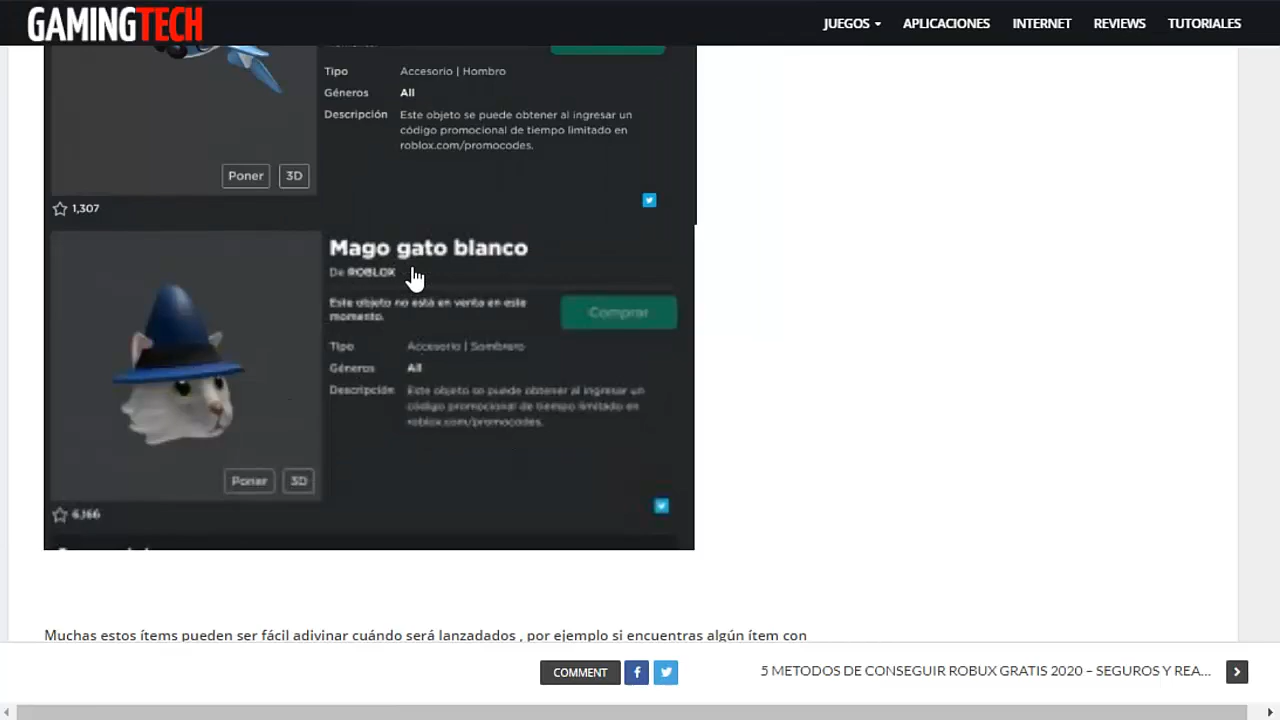 GAMINGTECH
JUEGOS
APLICACIONES
INTERNET
REVIEWS
TUTORIALES
Tipo Accesorio | Hombro
Géneros All
Descripción Este objeto se puede obtener al ingresar un
código promocional de tiempo limitado en
roblox.com/promocodes.
Poner 3D
1,307
Mago gato blanco
De ROBLOX
Este objeto no está en venta en este
momento.
Comprar
Tipo Accesorio | Sombrero
Géneros All
Descripción Este objeto se puede obtener al ingresar un
código promocional de tiempo limitado en
roblox.com/promocodes.
Poner 3D
6,166
Muchas estos ítems pueden ser fácil adivinar cuándo será lanzadados , por ejemplo si encuentras algún ítem con
COMMENT
5 METODOS DE CONSEGUIR ROBUX GRATIS 2020 – SEGUROS Y REA...